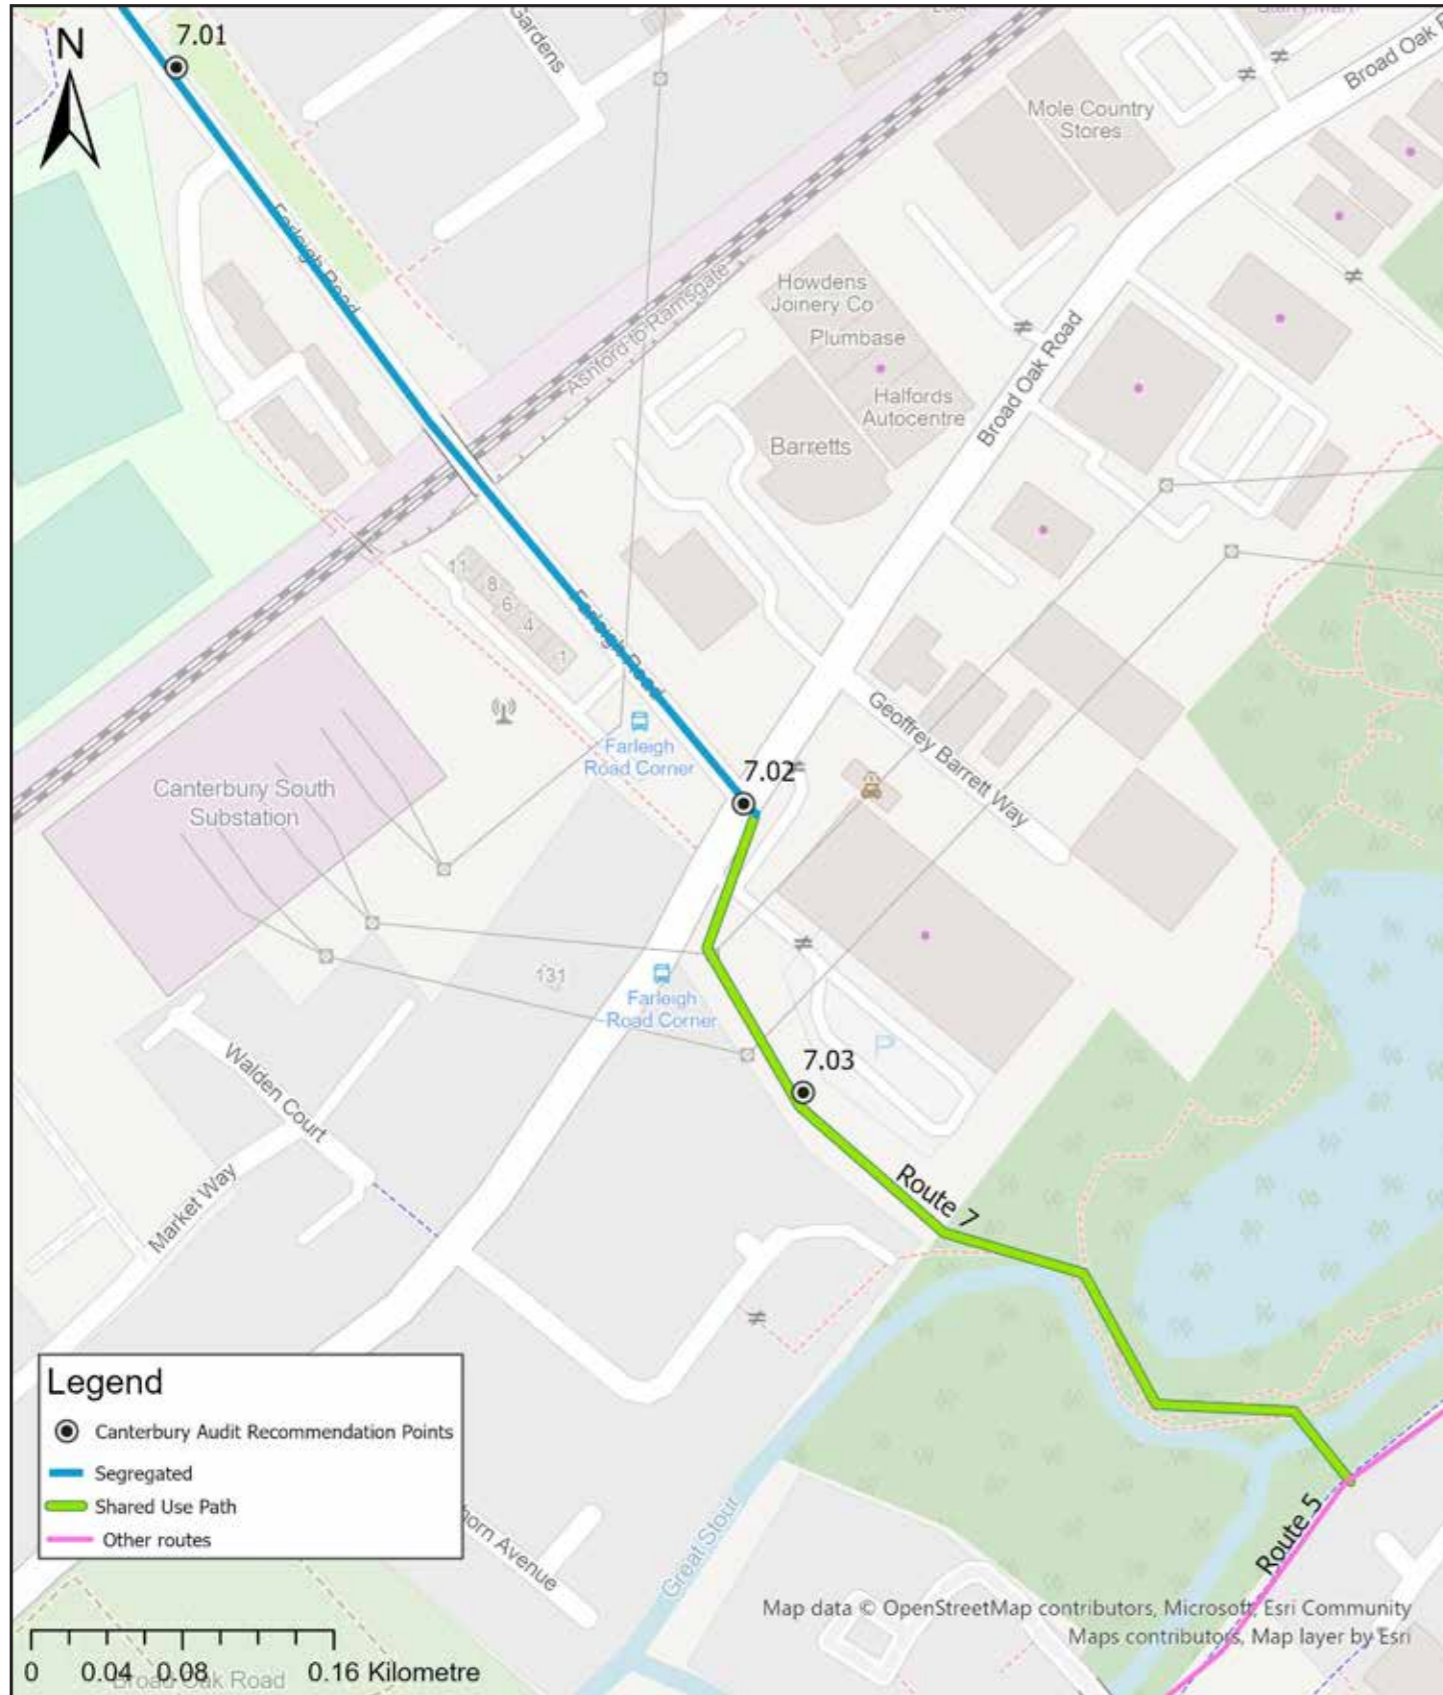 Gardens
7.01
N
Broad Oak R
Mole Country
Stores
Farleigh Road
Ashford to Ramsgate
Howdens
Joinery Co
Plumbase
Halfords
Autocentre
Barretts
Broad Oak Road
11
8
6
4
1
Farleigh Road
Farleigh
Road Corner
Geoffrey Barrett Way
7.02
Canterbury South
Substation
131
Farleigh
Road Corner
P
7.03
Walden Court
Market Way
Route 7
Legend
Canterbury Audit Recommendation Points
Segregated
Shared Use Path
Other routes
horn Avenue
Great Stour
Route 5
Map data © OpenStreetMap contributors, Microsoft, Esri Community
Maps contributors, Map layer by Esri
0 0.04 0.08 0.16 Kilometre
Broad Oak Road